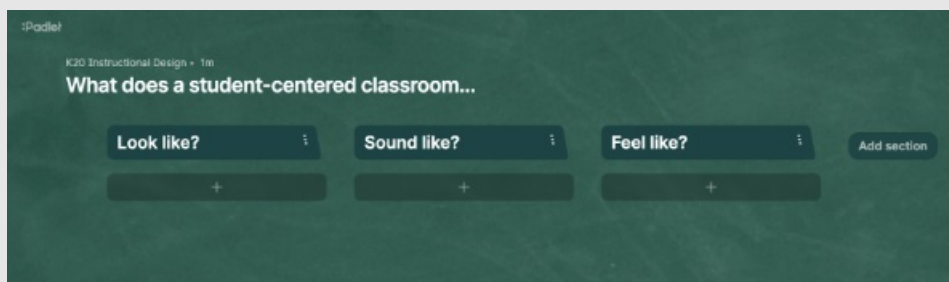 :Padlet
K20 Instructional Design • 1m
What does a student-centered classroom...
Look like?
Sound like?
Feel like?
Add section
+
+
+